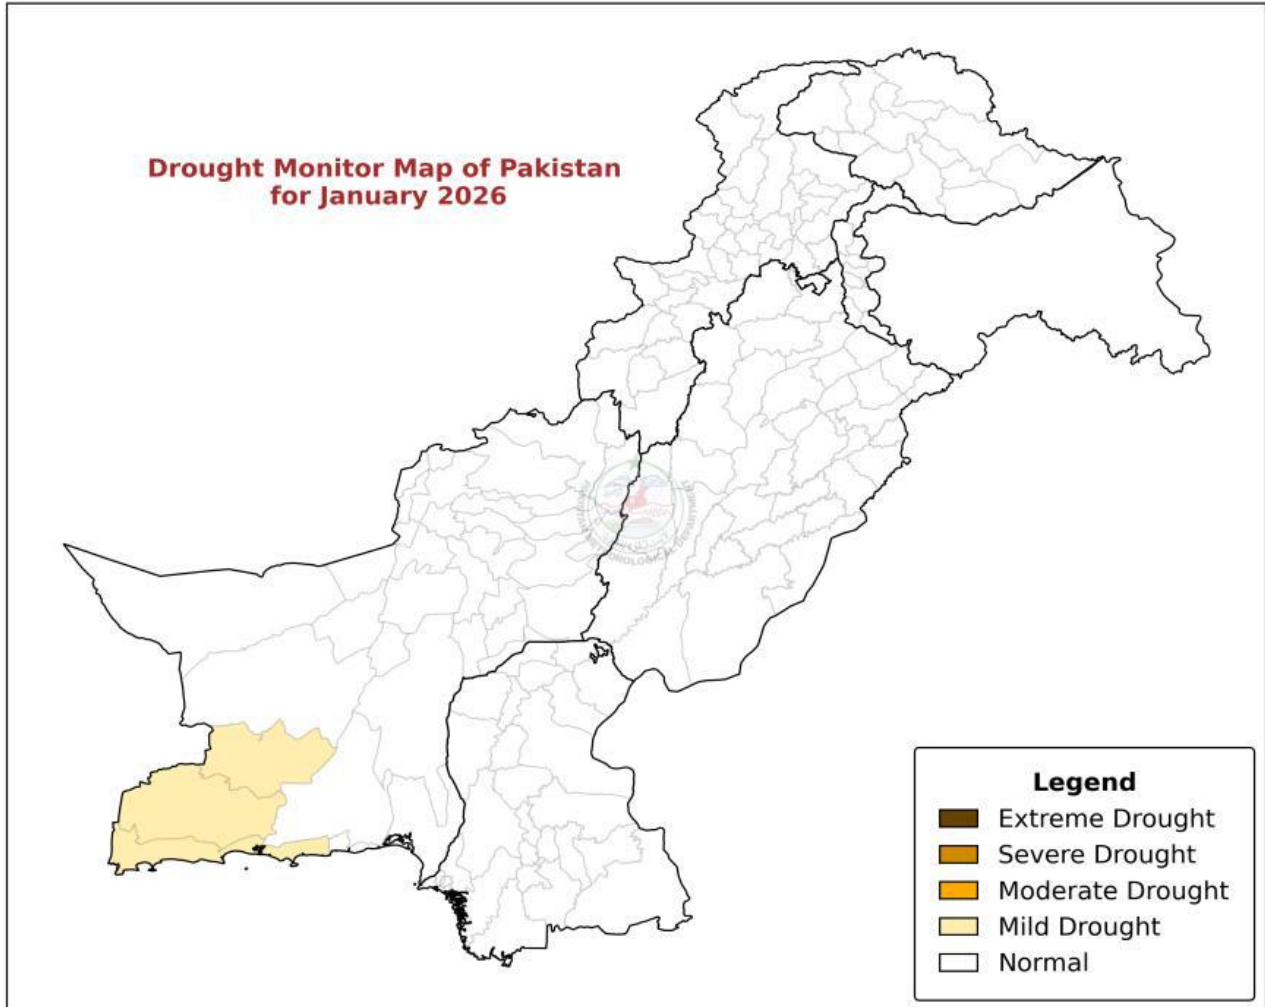 Drought Monitor Map of Pakistan
for January 2026
Legend
Extreme Drought
Severe Drought
Moderate Drought
Mild Drought
Normal